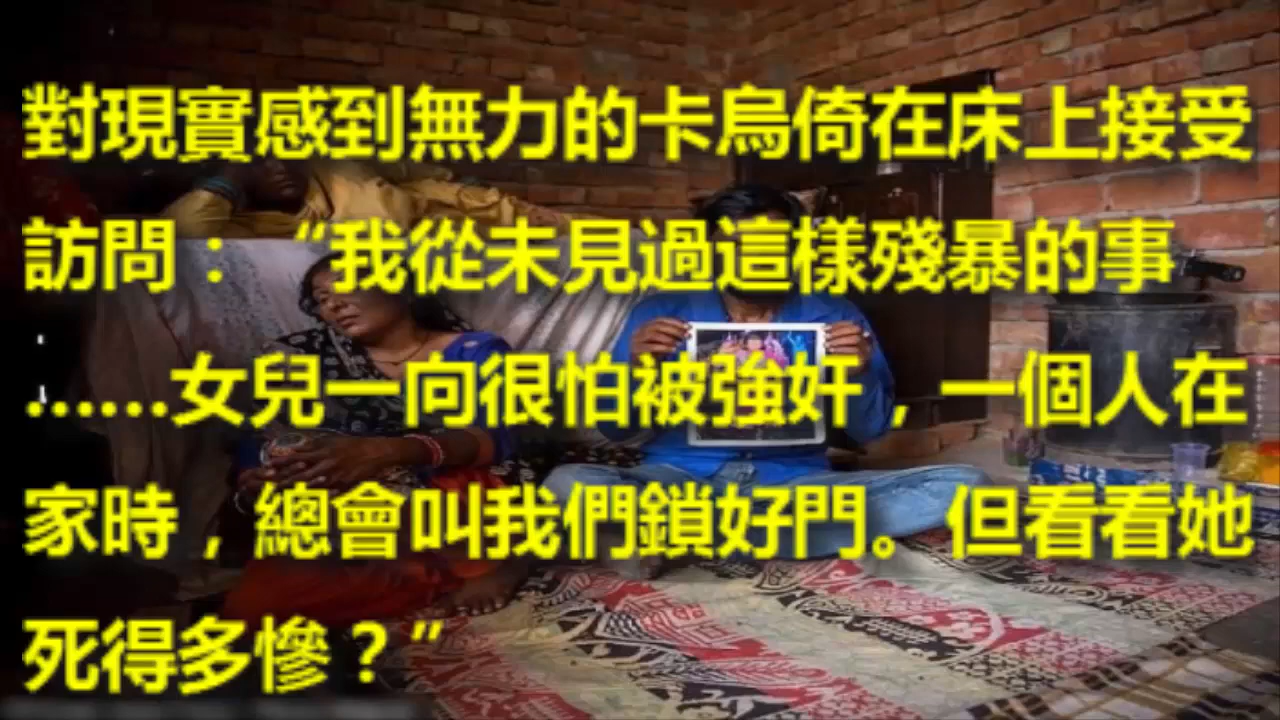 對現實感到無力的卡烏倚在床上接受
訪問：“我從未見過這樣殘暴的事
……女兒一向很怕被強奸，一個人在
家時，總會叫我們鎖好門。但看看她
死得多慘？”